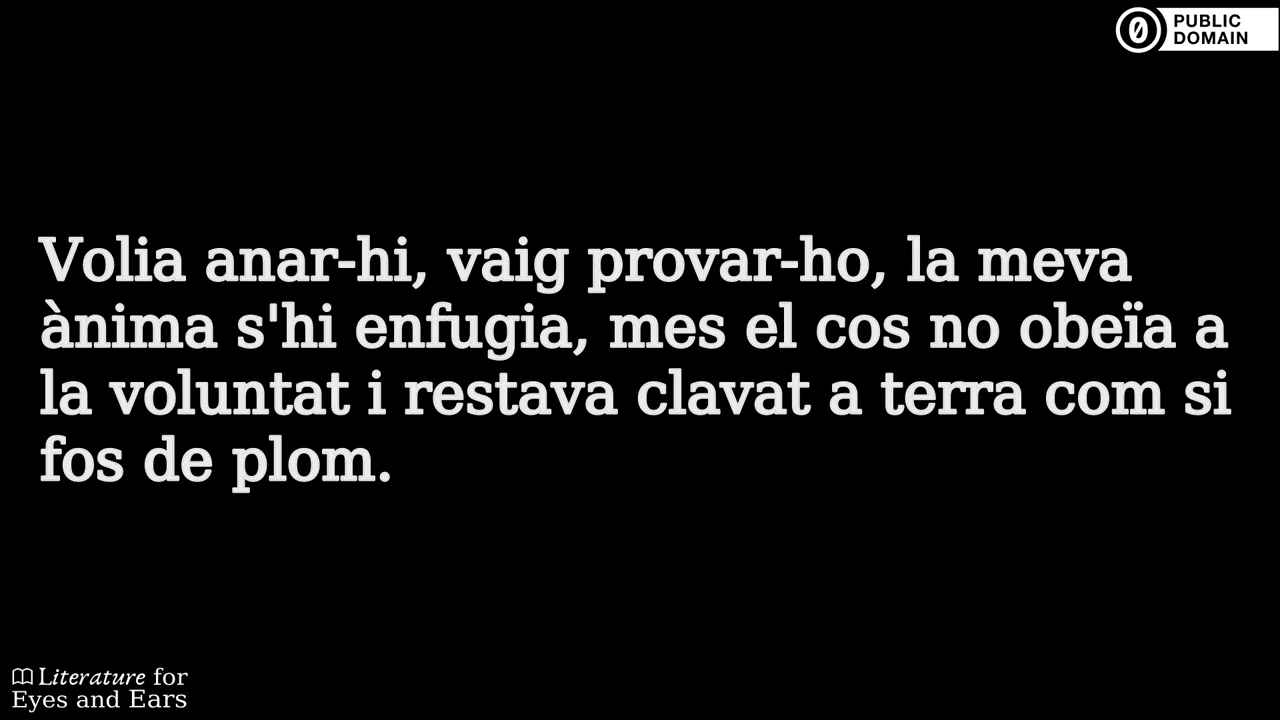 PUBLIC
DOMAIN
Volia anar-hi, vaig provar-ho, la meva
ànima s'hi enfugia, mes el cos no obeïa a
la voluntat i restava clavat a terra com si
fos de plom.
Literature for
Eyes and Ears